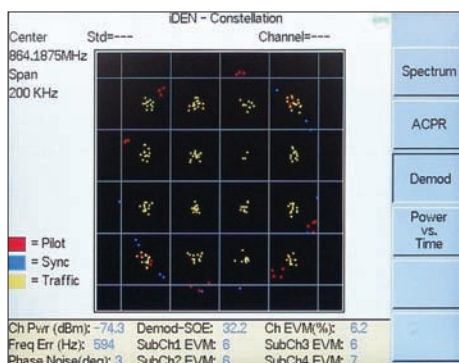 iDEN - Constellation
Center Std=--- Channel=---
864.1875MHz
Span
200 KHz
Spectrum
ACPR
Demod
Power
vs.
Time
= Pilot
= Sync
= Traffic
Ch Pwr (dBm): -74.3 Demod-SOE: 32.2 Ch EVM(%): 6.2
Freq Err (Hz): 594 SubCh1 EVM: 6 SubCh3 EVM: 6
Phase Noise(deg): 3 SubCh2 EVM: 6 SubCh4 EVM: 7